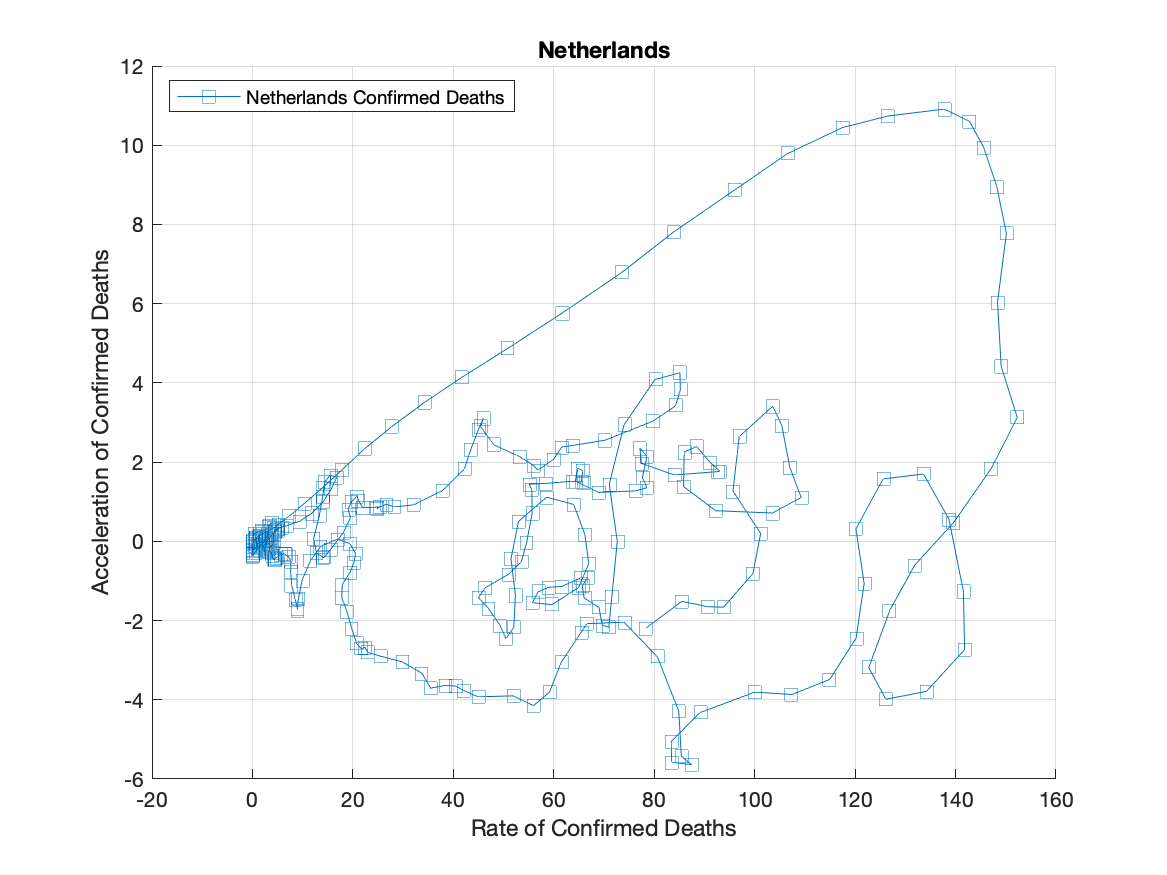 Netherlands
Netherlands Confirmed Deaths
12
10
8
6
4
2
0
-2
-4
-6
Acceleration of Confirmed Deaths
-20 0 20 40 60 80 100 120 140 160
Rate of Confirmed Deaths